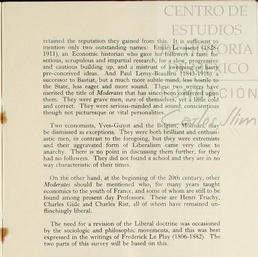 CENTRO DE
ESTUDIOS
retained the reputation they gained from this. It is sufficient to
mention only two outstanding names: Emile Levasseur (1828-
1911), an Economic historian who gave his followers a taste for
serious, scrupulous and impartial research, for a slow, progressive
and cautious building up, and a mistrust of sweeping or hasty
pre-conceived ideas. And Paul Leroy-Beaulieu (1843-1916) a
successor to Bastiat, but a much more subtle mind, less hostile to
the State, less eager and more sound. These two writers have
merited the title of Moderates that has since been conferred upon
them. They were grave men, sure of themselves, yet a little cold
and correct. They were serious-minded and sound, conscientious
though not picturesque or vital personalities.
Two economists, Yves-Guyot and the Belgian, Molinari, can
be dismissed as exceptions. They were both brilliant and enthusi-
astic men, in contrast to the foregoing, but they were extremists
and their aggravated form of Liberalism came very close to
anarchy. There is no point in discussing them further, for they
had no followers. They did not found a school and they are in no
way characteristic of their times.
On the other hand, at the beginning of the 20th century, other
Moderates should be mentioned who, for many years taught
economics to the youth of France, and some of whom are still to be
found among present day Professors. These are Henri Truchy,
Charles Gide and Charles Rist, all of whom have remained un-
flinchingly liberal.
The need for a revision of the Liberal doctrine was occasioned
by the sociologic and philosophic movements, and this was best
expressed in the writings of Frederick Le Play (1806-1882). The
two parts of this survey will be based on this.